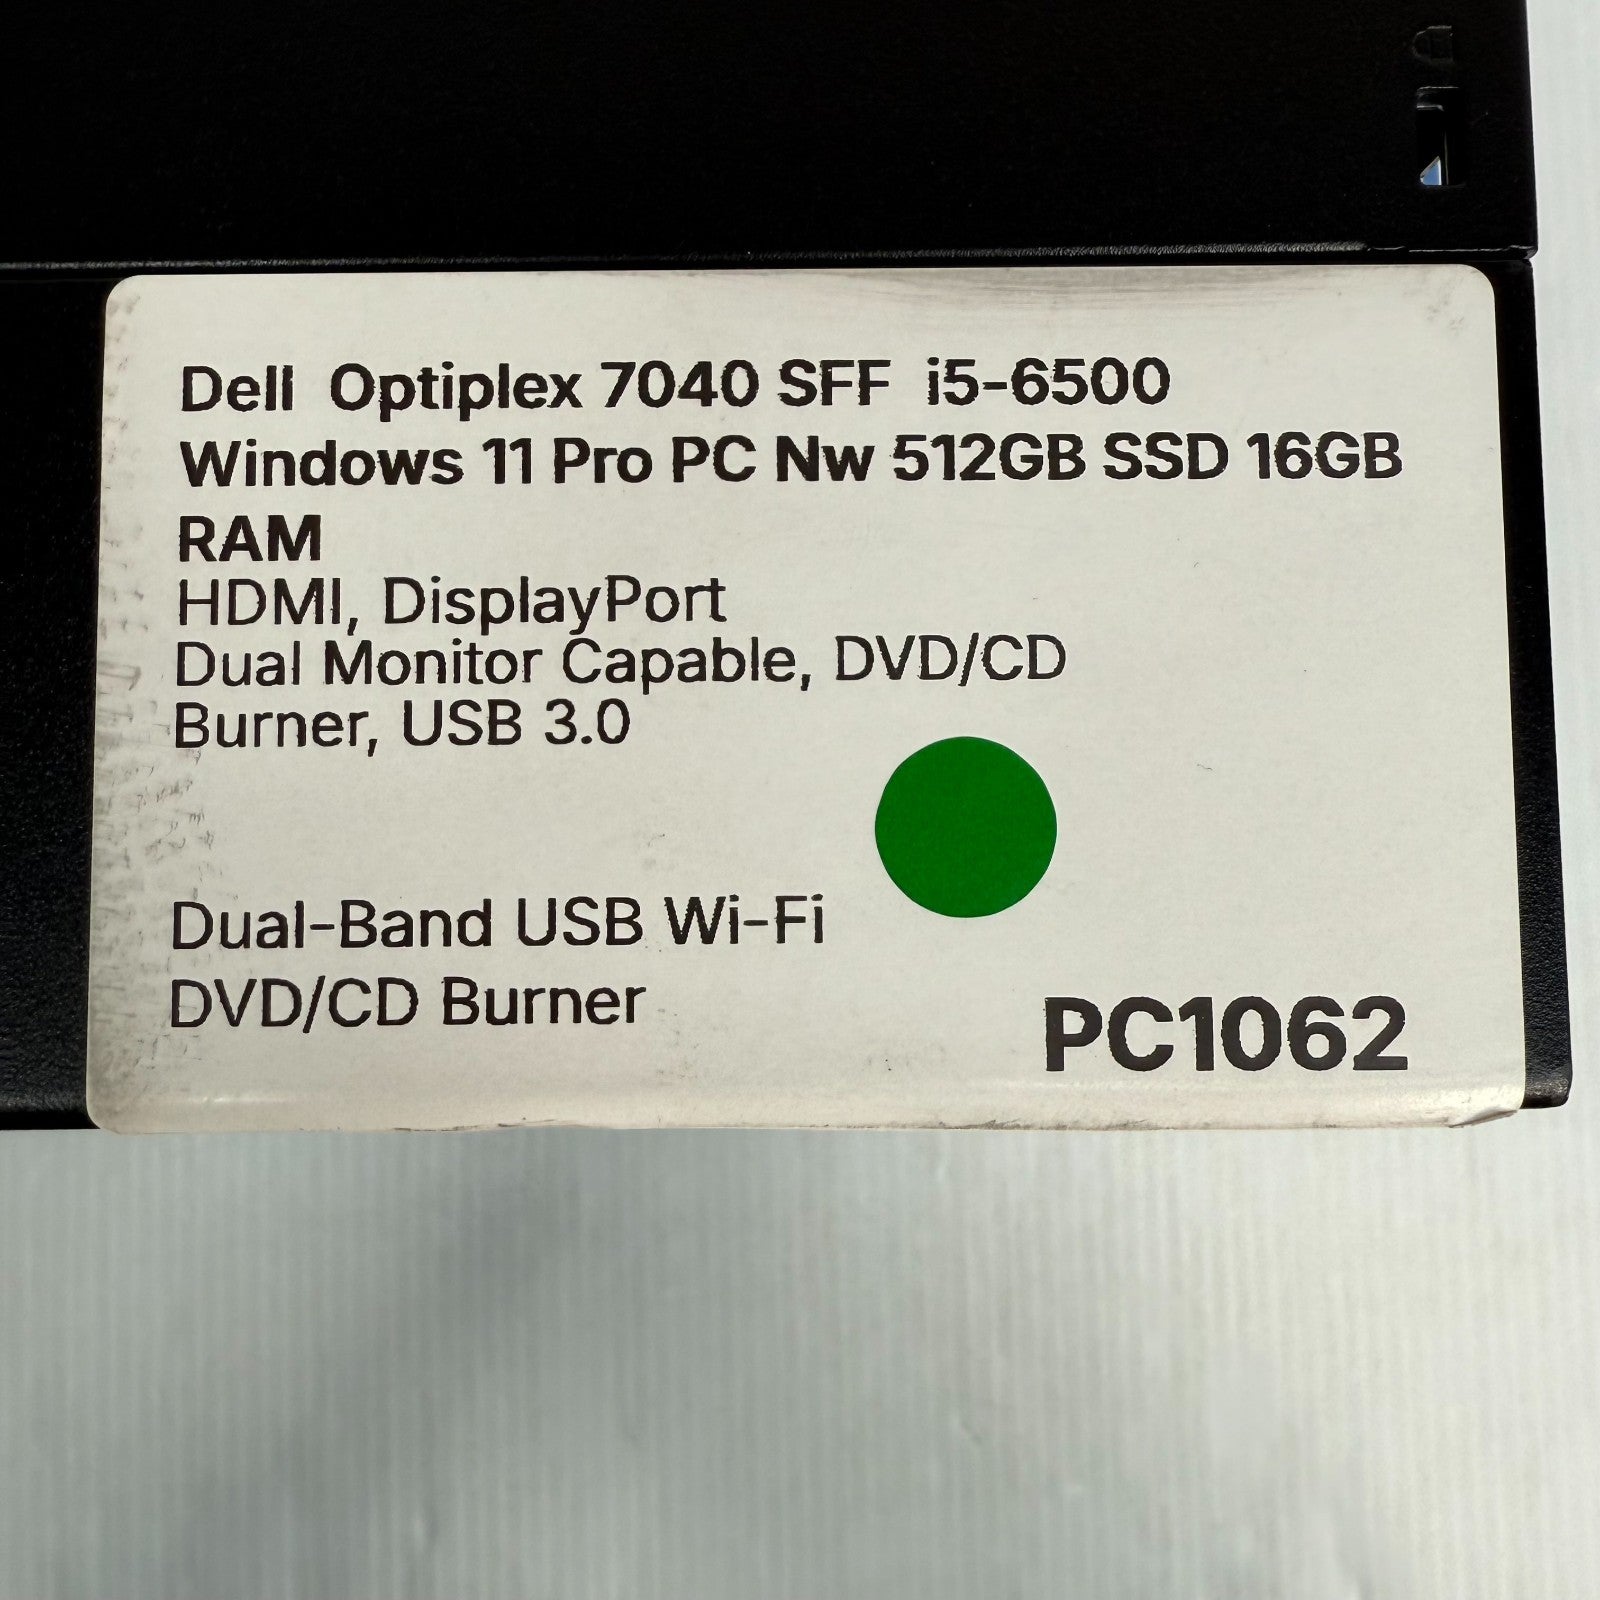 Dell Optiplex 7040 SFF i5-6500
Windows 11 Pro PC Nw 512GB SSD 16GB
RAM
HDMI, DisplayPort
Dual Monitor Capable, DVD/CD
Burner, USB 3.0
Dual-Band USB Wi-Fi
DVD/CD Burner
PC1062